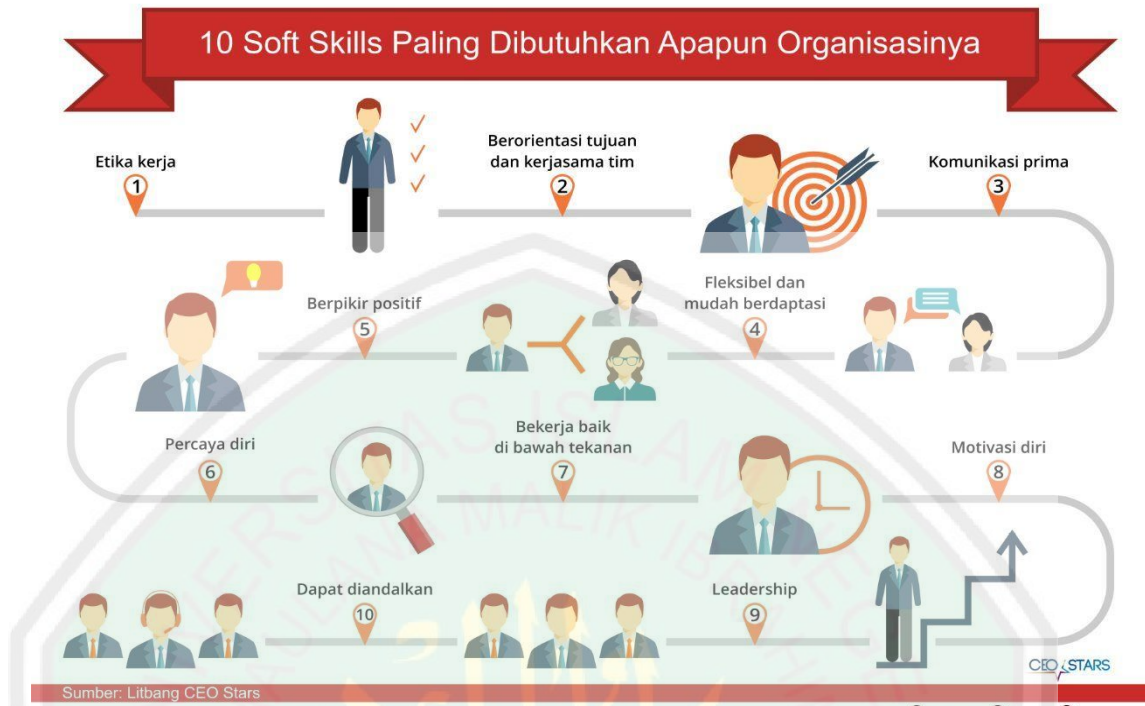 10 Soft Skills Paling Dibutuhkan Apapun Organisasinya
Etika kerja
1
Berorientasi tujuan
dan kerjasama tim
2
Komunikasi prima
3
Fleksibel dan
mudah berdaptasi
4
Berpikir positif
5
Percaya diri
6
Bekerja baik
di bawah tekanan
7
Motivasi diri
8
Leadership
9
Dapat diandalkan
10
CEO STARS
Sumber: Litbang CEO Stars